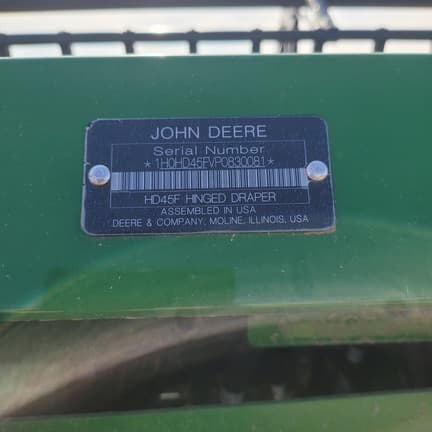 JOHN DEERE
Serial Number
*1H0HD45FVP0830081*
HD45F HINGED DRAPER
ASSEMBLED IN USA
DEERE & COMPANY, MOLINE, ILLINOIS, USA